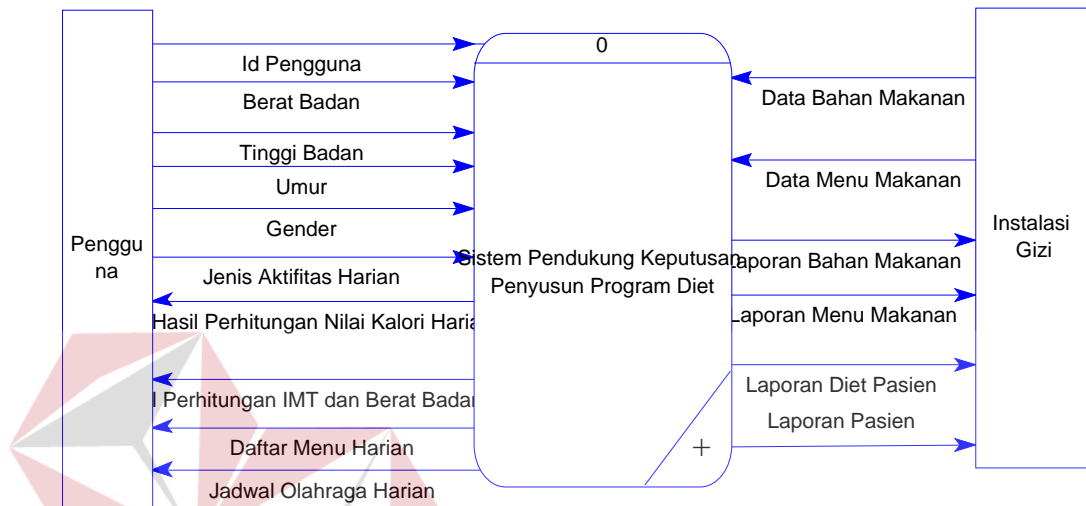 0
Id Pengguna
Berat Badan
Tinggi Badan
Umur
Gender
Jenis Aktifitas Harian
Hasil Perhitungan Nilai Kalori Haria
Perhitungan IMT dan Berat Badan
Daftar Menu Harian
Jadwal Olahraga Harian
Penggu
na
Sistem Pendukung Keputusan
Penyusun Program Diet
+
Data Bahan Makanan
Data Menu Makanan
Laporan Bahan Makanan
Laporan Menu Makanan
Laporan Diet Pasien
Laporan Pasien
Instalasi
Gizi